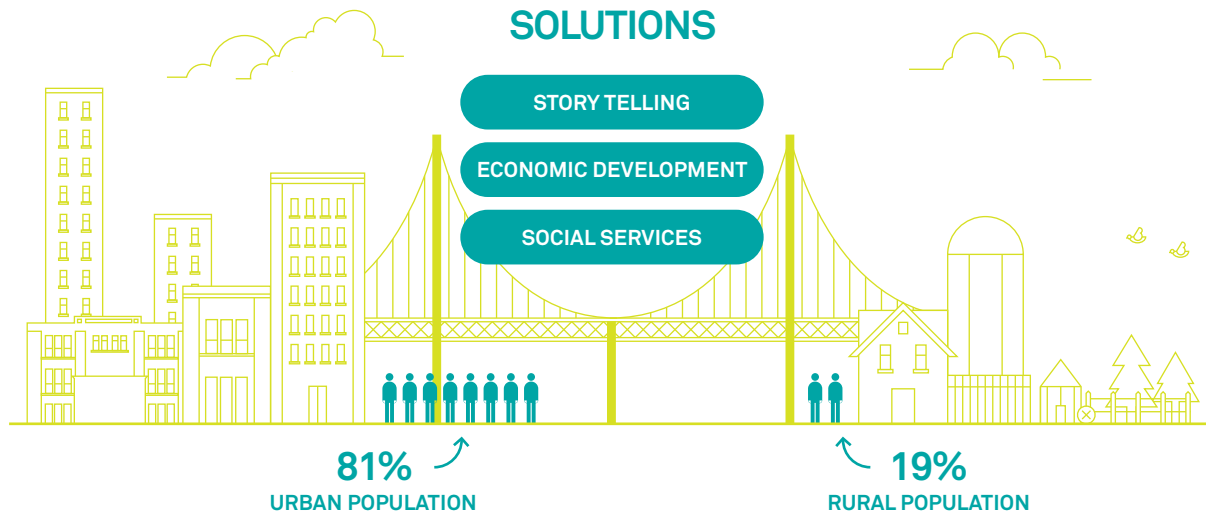 SOLUTIONS
STORY TELLING
ECONOMIC DEVELOPMENT
SOCIAL SERVICES
81%
URBAN POPULATION
19%
RURAL POPULATION